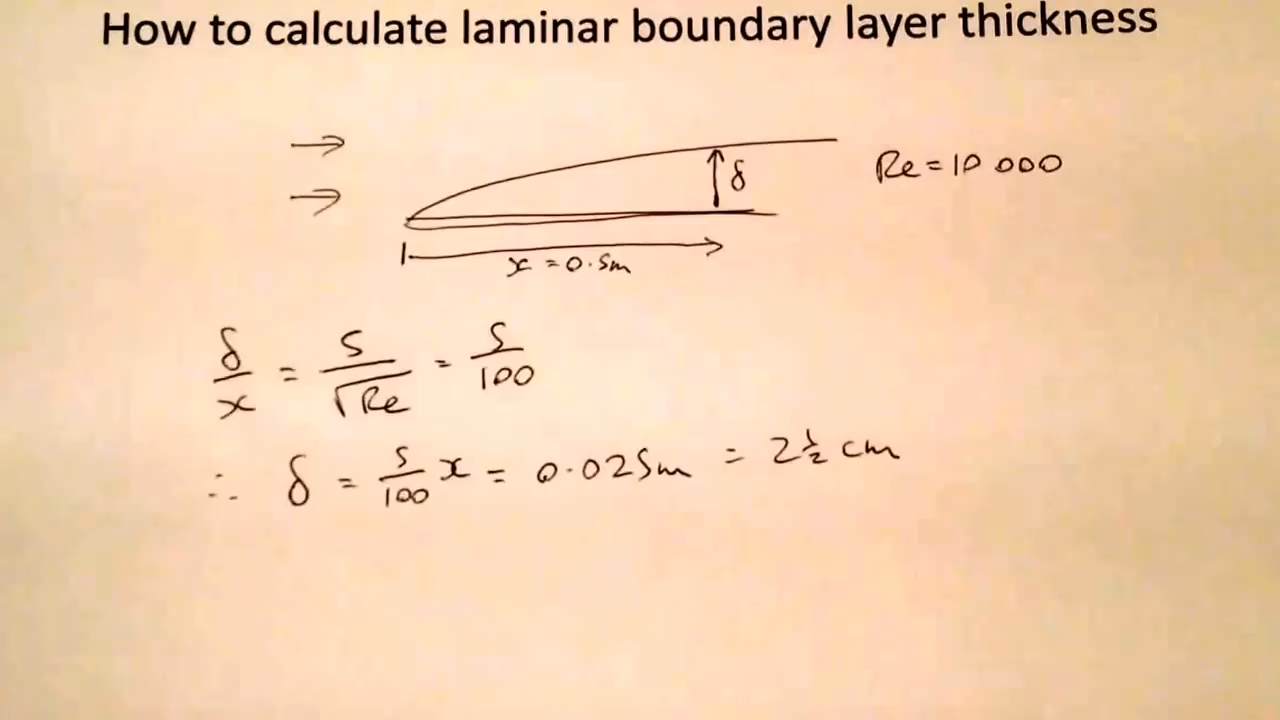 How to calculate laminar boundary layer thickness
δ
Re = 10 000
x = 0.5m
δ/x = 5/√Re = 5/100
∴ δ = 5/100 x = 0.025m = 2½ cm